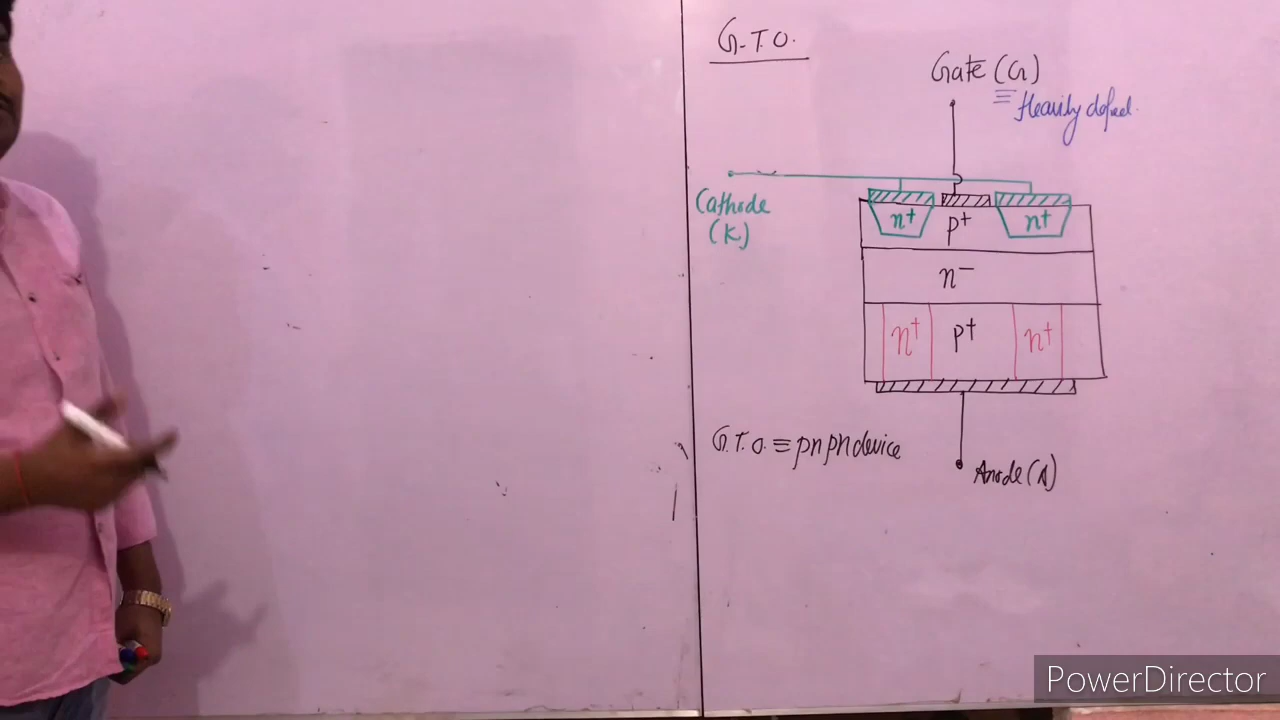 G.T.O.
Gate (G)
≡ Heavily doped.
Cathode
(K)
n+ p+ n+
n−
n+ p+ n+
G.T.O. ≡ pnpn device
Anode (A)
PowerDirector